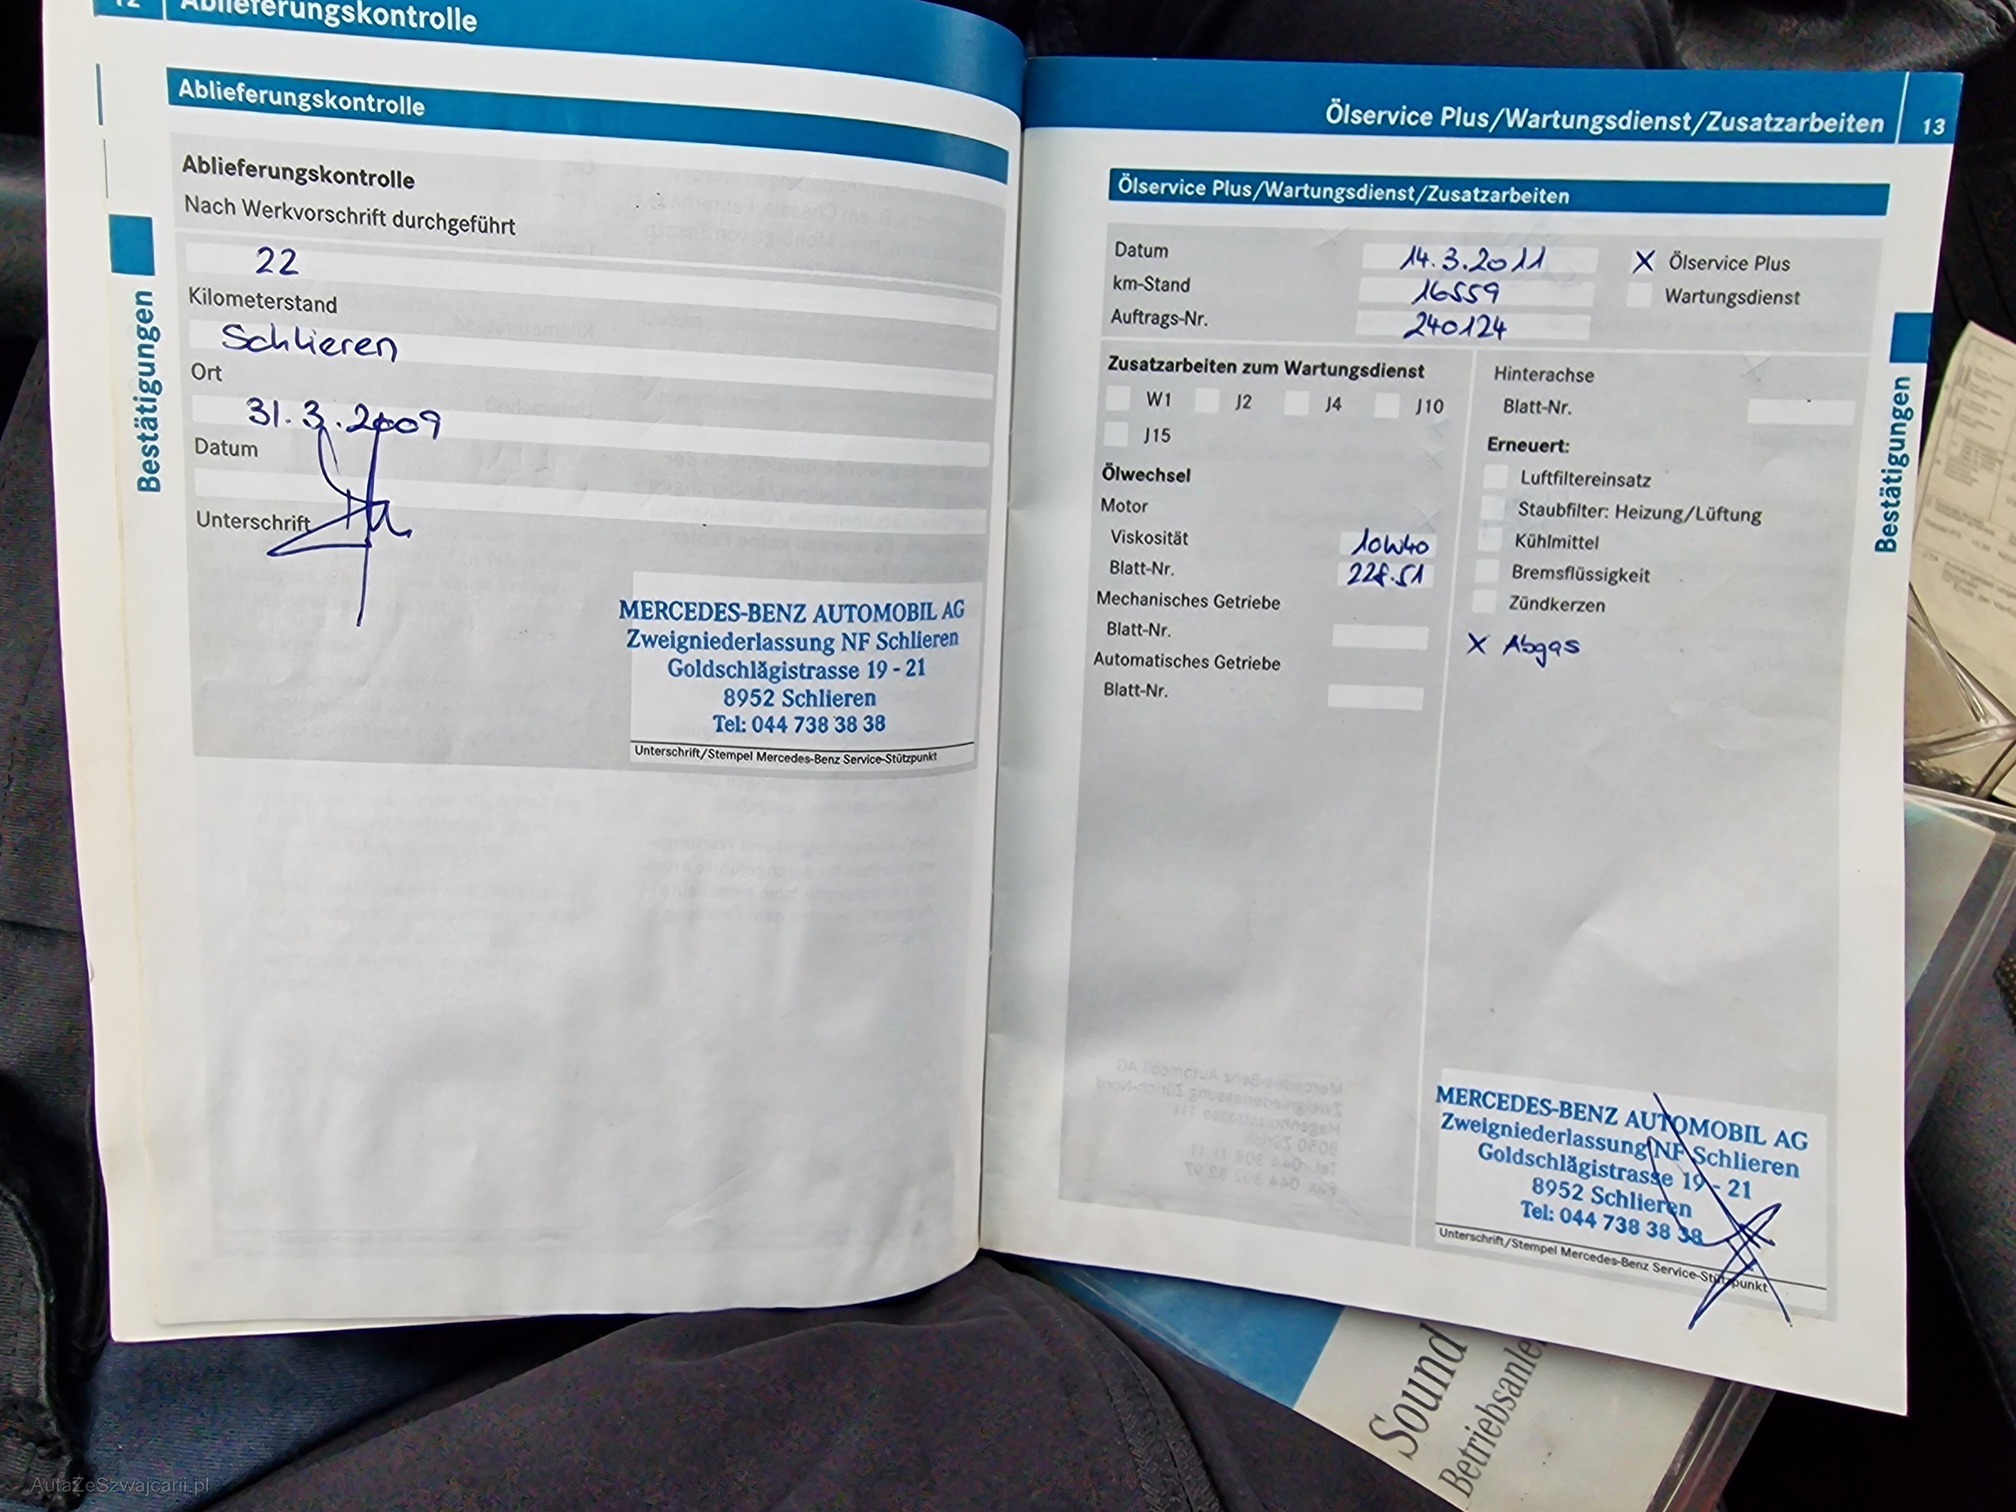 12 Ablieferungskontrolle
Ablieferungskontrolle
Ablieferungskontrolle
Nach Werkvorschrift durchgeführt
22
Kilometerstand
Schlieren
Ort
31.3.2009
Datum
Unterschrift
MERCEDES-BENZ AUTOMOBIL AG
Zweigniederlassung NF Schlieren
Goldschlägistrasse 19 - 21
8952 Schlieren
Tel: 044 738 38 38
Unterschrift/Stempel Mercedes-Benz Service-Stützpunkt
Bestätigungen
Ölservice Plus/Wartungsdienst/Zusatzarbeiten 13
Ölservice Plus/Wartungsdienst/Zusatzarbeiten
Datum 14.3.2011 X Ölservice Plus
km-Stand 16559 Wartungsdienst
Auftrags-Nr. 240124
Zusatzarbeiten zum Wartungsdienst
W1 J2 J4 J10
J15
Ölwechsel
Motor
Viskosität 10W40
Blatt-Nr. 228.51
Mechanisches Getriebe
Blatt-Nr.
Automatisches Getriebe
Blatt-Nr.
Hinterachse
Blatt-Nr.
Erneuert:
Luftfiltereinsatz
Staubfilter: Heizung/Lüftung
Kühlmittel
Bremsflüssigkeit
Zündkerzen
X Abgas
MERCEDES-BENZ AUTOMOBIL AG
Zweigniederlassung NF Schlieren
Goldschlägistrasse 19 - 21
8952 Schlieren
Tel: 044 738 38 38
Unterschrift/Stempel Mercedes-Benz Service-Stützpunkt
Bestätigungen
Sound
AutaZeSzwajcarii.pl